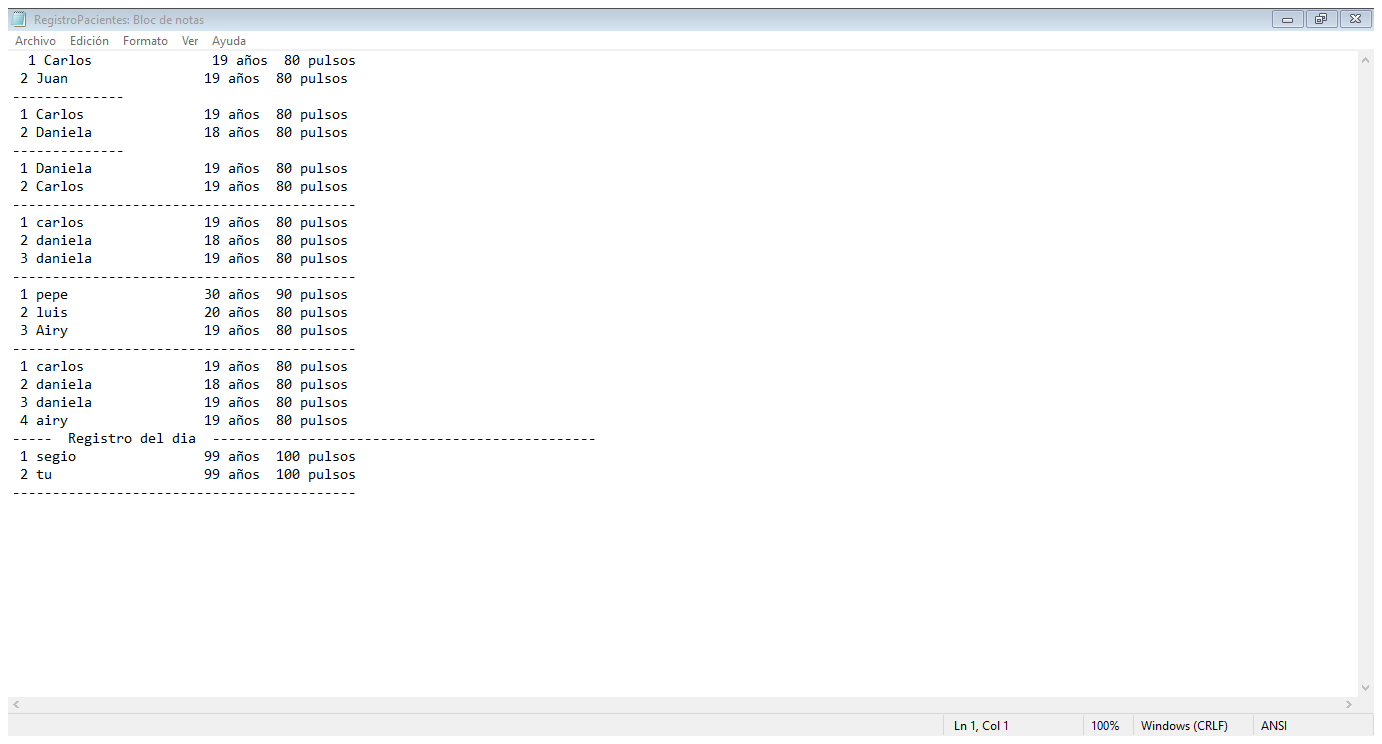 RegistroPacientes: Bloc de notas
Archivo Edición Formato Ver Ayuda
  1 Carlos               19 años  80 pulsos
 2 Juan                 19 años  80 pulsos
--------------
 1 Carlos               19 años  80 pulsos
 2 Daniela              18 años  80 pulsos
--------------
 1 Daniela              19 años  80 pulsos
 2 Carlos               19 años  80 pulsos
-------------------------------------------
 1 carlos               19 años  80 pulsos
 2 daniela              18 años  80 pulsos
 3 daniela              19 años  80 pulsos
-------------------------------------------
 1 pepe                 30 años  90 pulsos
 2 luis                 20 años  80 pulsos
 3 Airy                 19 años  80 pulsos
-------------------------------------------
 1 carlos               19 años  80 pulsos
 2 daniela              18 años  80 pulsos
 3 daniela              19 años  80 pulsos
 4 airy                 19 años  80 pulsos
-----  Registro del dia  ------------------------------------------------
 1 segio                99 años  100 pulsos
 2 tu                   99 años  100 pulsos
-------------------------------------------
Ln 1, Col 1 100% Windows (CRLF) ANSI